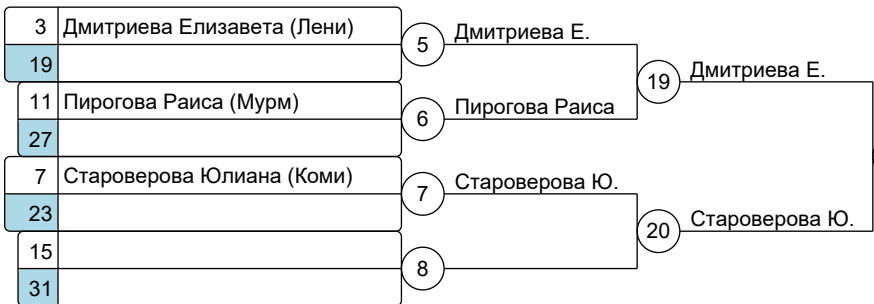 3 Дмитриева Елизавета (Лени)
5 Дмитриева Е.
19
19 Дмитриева Е.
11 Пирогова Раиса (Мурм)
6 Пирогова Раиса
27
7 Староверова Юлиана (Коми)
7 Староверова Ю.
23
20 Староверова Ю.
15
8
31